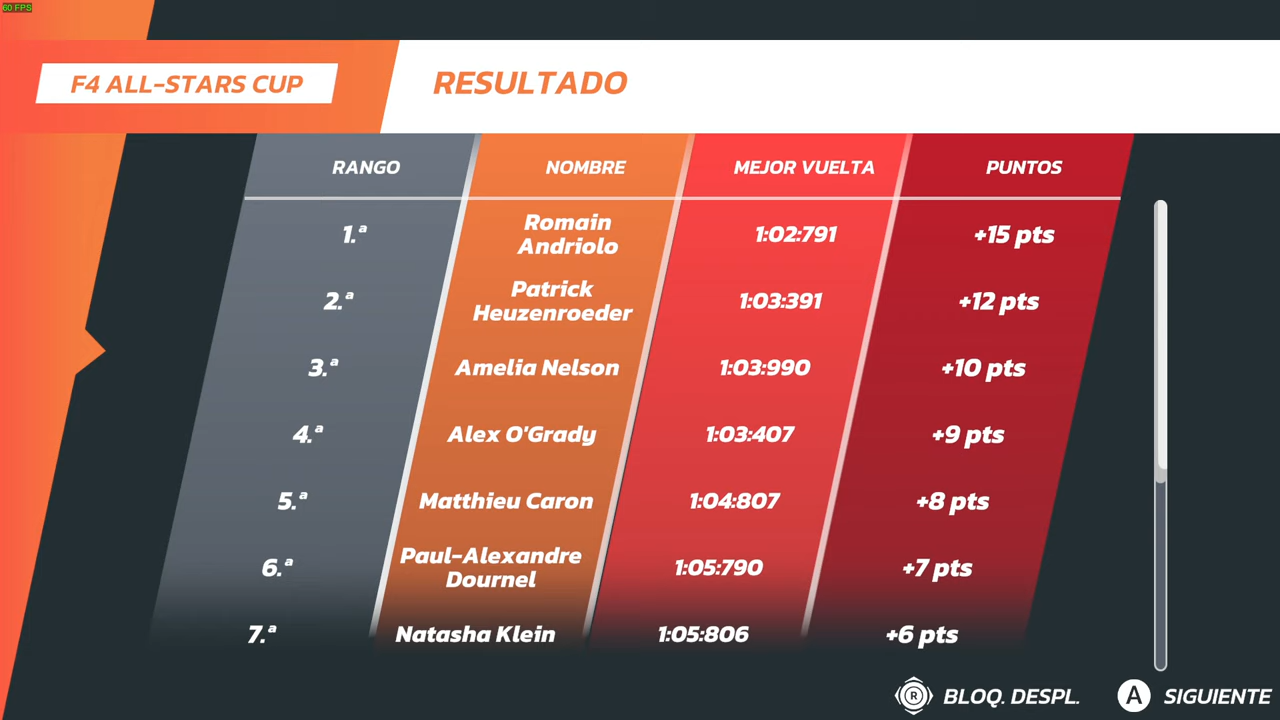 60 FPS
F4 ALL-STARS CUP
RESULTADO
RANGO NOMBRE MEJOR VUELTA PUNTOS
1.ª Romain Andriolo 1:02:791 +15 pts
2.ª Patrick Heuzenroeder 1:03:391 +12 pts
3.ª Amelia Nelson 1:03:990 +10 pts
4.ª Alex O'Grady 1:03:407 +9 pts
5.ª Matthieu Caron 1:04:807 +8 pts
6.ª Paul-Alexandre Dournel 1:05:790 +7 pts
7.ª Natasha Klein 1:05:806 +6 pts
R BLOQ. DESPL. A SIGUIENTE